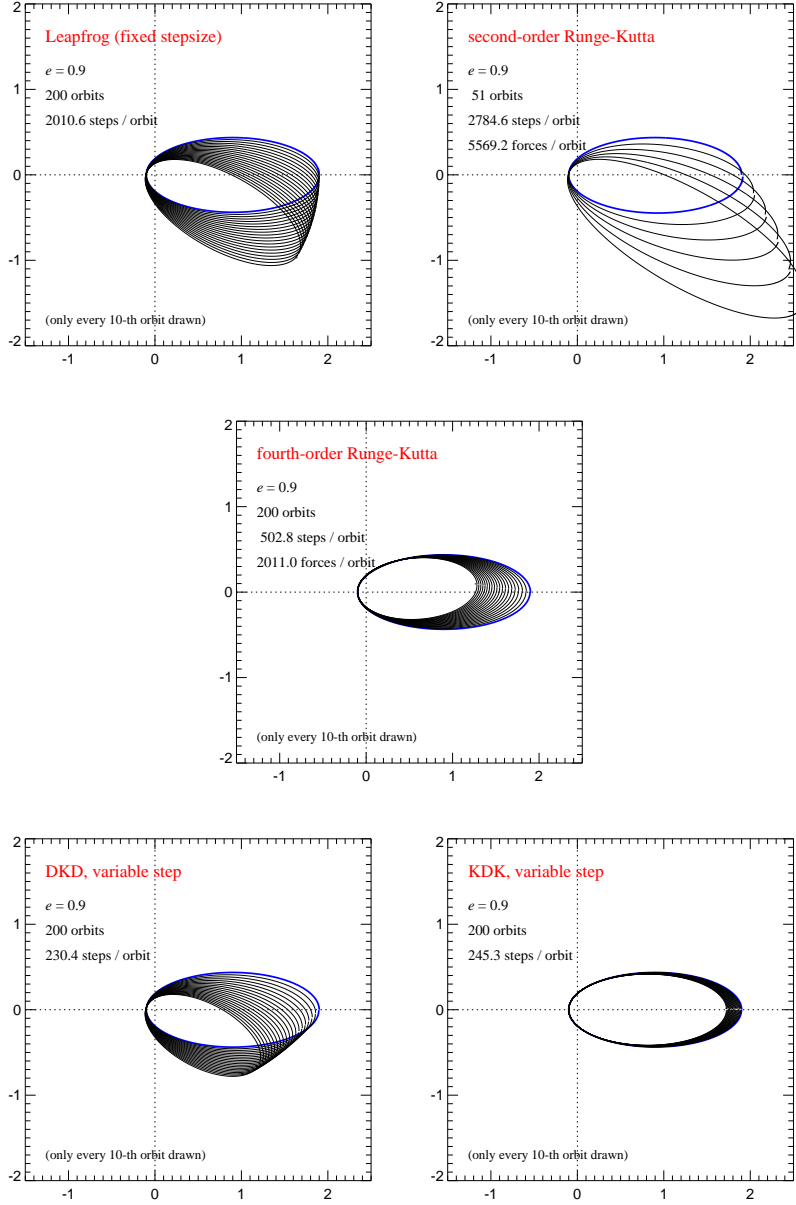 2
Leapfrog (fixed stepsize)
e = 0.9
1
200 orbits
2010.6 steps / orbit
0
-1
(only every 10-th orbit drawn)
-2
-1 0 1 2
2
second-order Runge-Kutta
e = 0.9
1
51 orbits
2784.6 steps / orbit
5569.2 forces / orbit
0
-1
(only every 10-th orbit drawn)
-2
-1 0 1 2
2
fourth-order Runge-Kutta
e = 0.9
1
200 orbits
502.8 steps / orbit
2011.0 forces / orbit
0
-1
(only every 10-th orbit drawn)
-2
-1 0 1 2
2
DKD, variable step
e = 0.9
1
200 orbits
230.4 steps / orbit
0
-1
(only every 10-th orbit drawn)
-2
-1 0 1 2
2
KDK, variable step
e = 0.9
1
200 orbits
245.3 steps / orbit
0
-1
(only every 10-th orbit drawn)
-2
-1 0 1 2